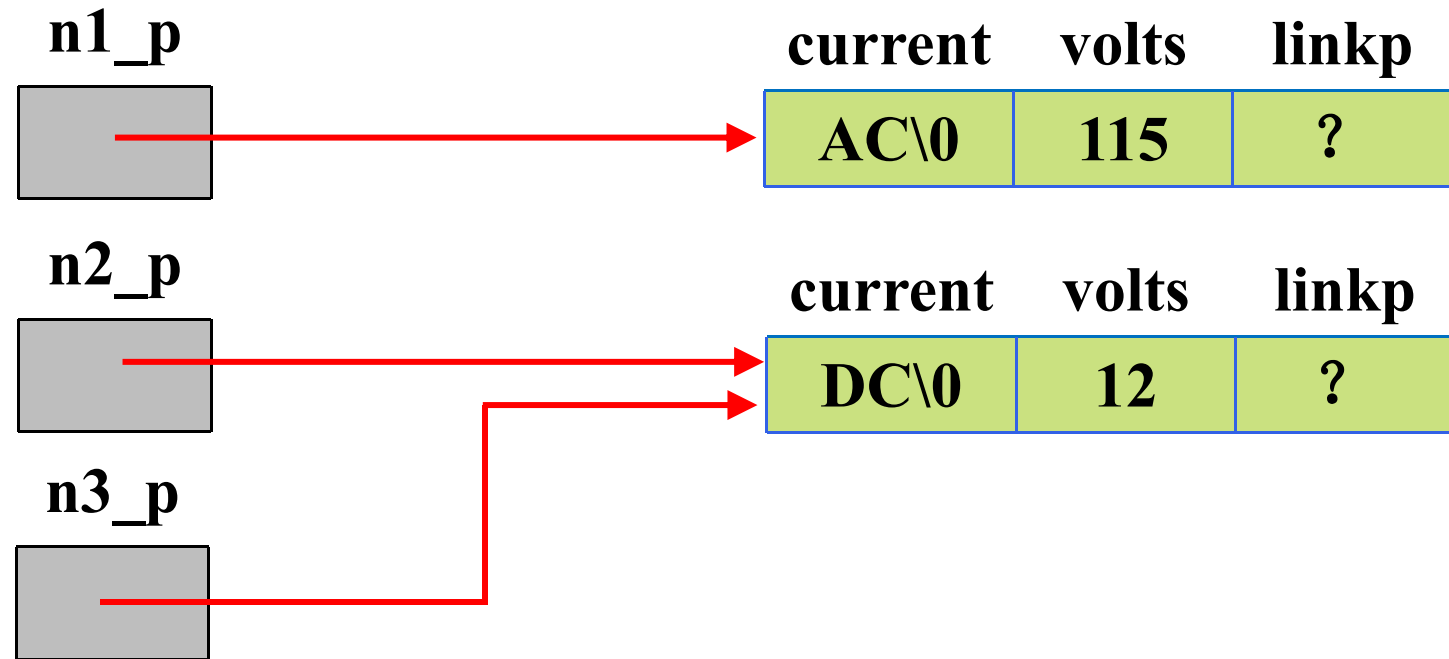 n1_p
current volts linkp
AC\0 115 ?
n2_p
current volts linkp
DC\0 12 ?
n3_p